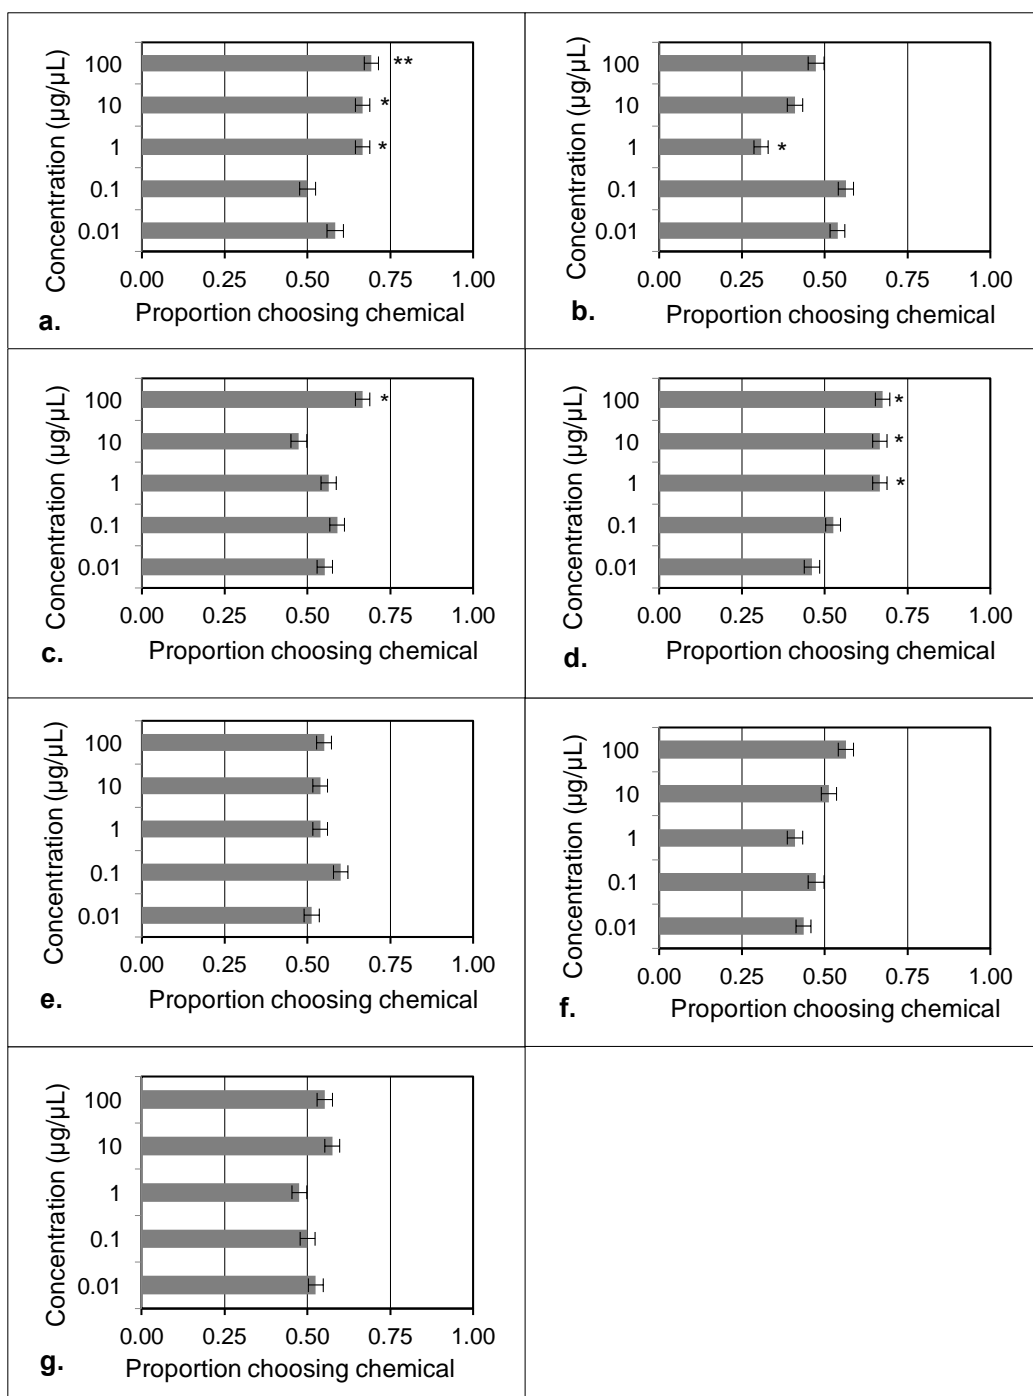 Concentration (µg/µL)
100 **
10 *
1 *
0.1
0.01
0.00 0.25 0.50 0.75 1.00
Proportion choosing chemical
a.
Concentration (µg/µL)
100
10
1 *
0.1
0.01
0.00 0.25 0.50 0.75 1.00
Proportion choosing chemical
b.
Concentration (µg/µL)
100 *
10
1
0.1
0.01
0.00 0.25 0.50 0.75 1.00
Proportion choosing chemical
c.
Concentration (µg/µL)
100 *
10 *
1 *
0.1
0.01
0.00 0.25 0.50 0.75 1.00
Proportion choosing chemical
d.
Concentration (µg/µL)
100
10
1
0.1
0.01
0.00 0.25 0.50 0.75 1.00
Proportion choosing chemical
e.
Concentration (µg/µL)
100
10
1
0.1
0.01
0.00 0.25 0.50 0.75 1.00
Proportion choosing chemical
f.
Concentration (µg/µL)
100
10
1
0.1
0.01
0.00 0.25 0.50 0.75 1.00
Proportion choosing chemical
g.